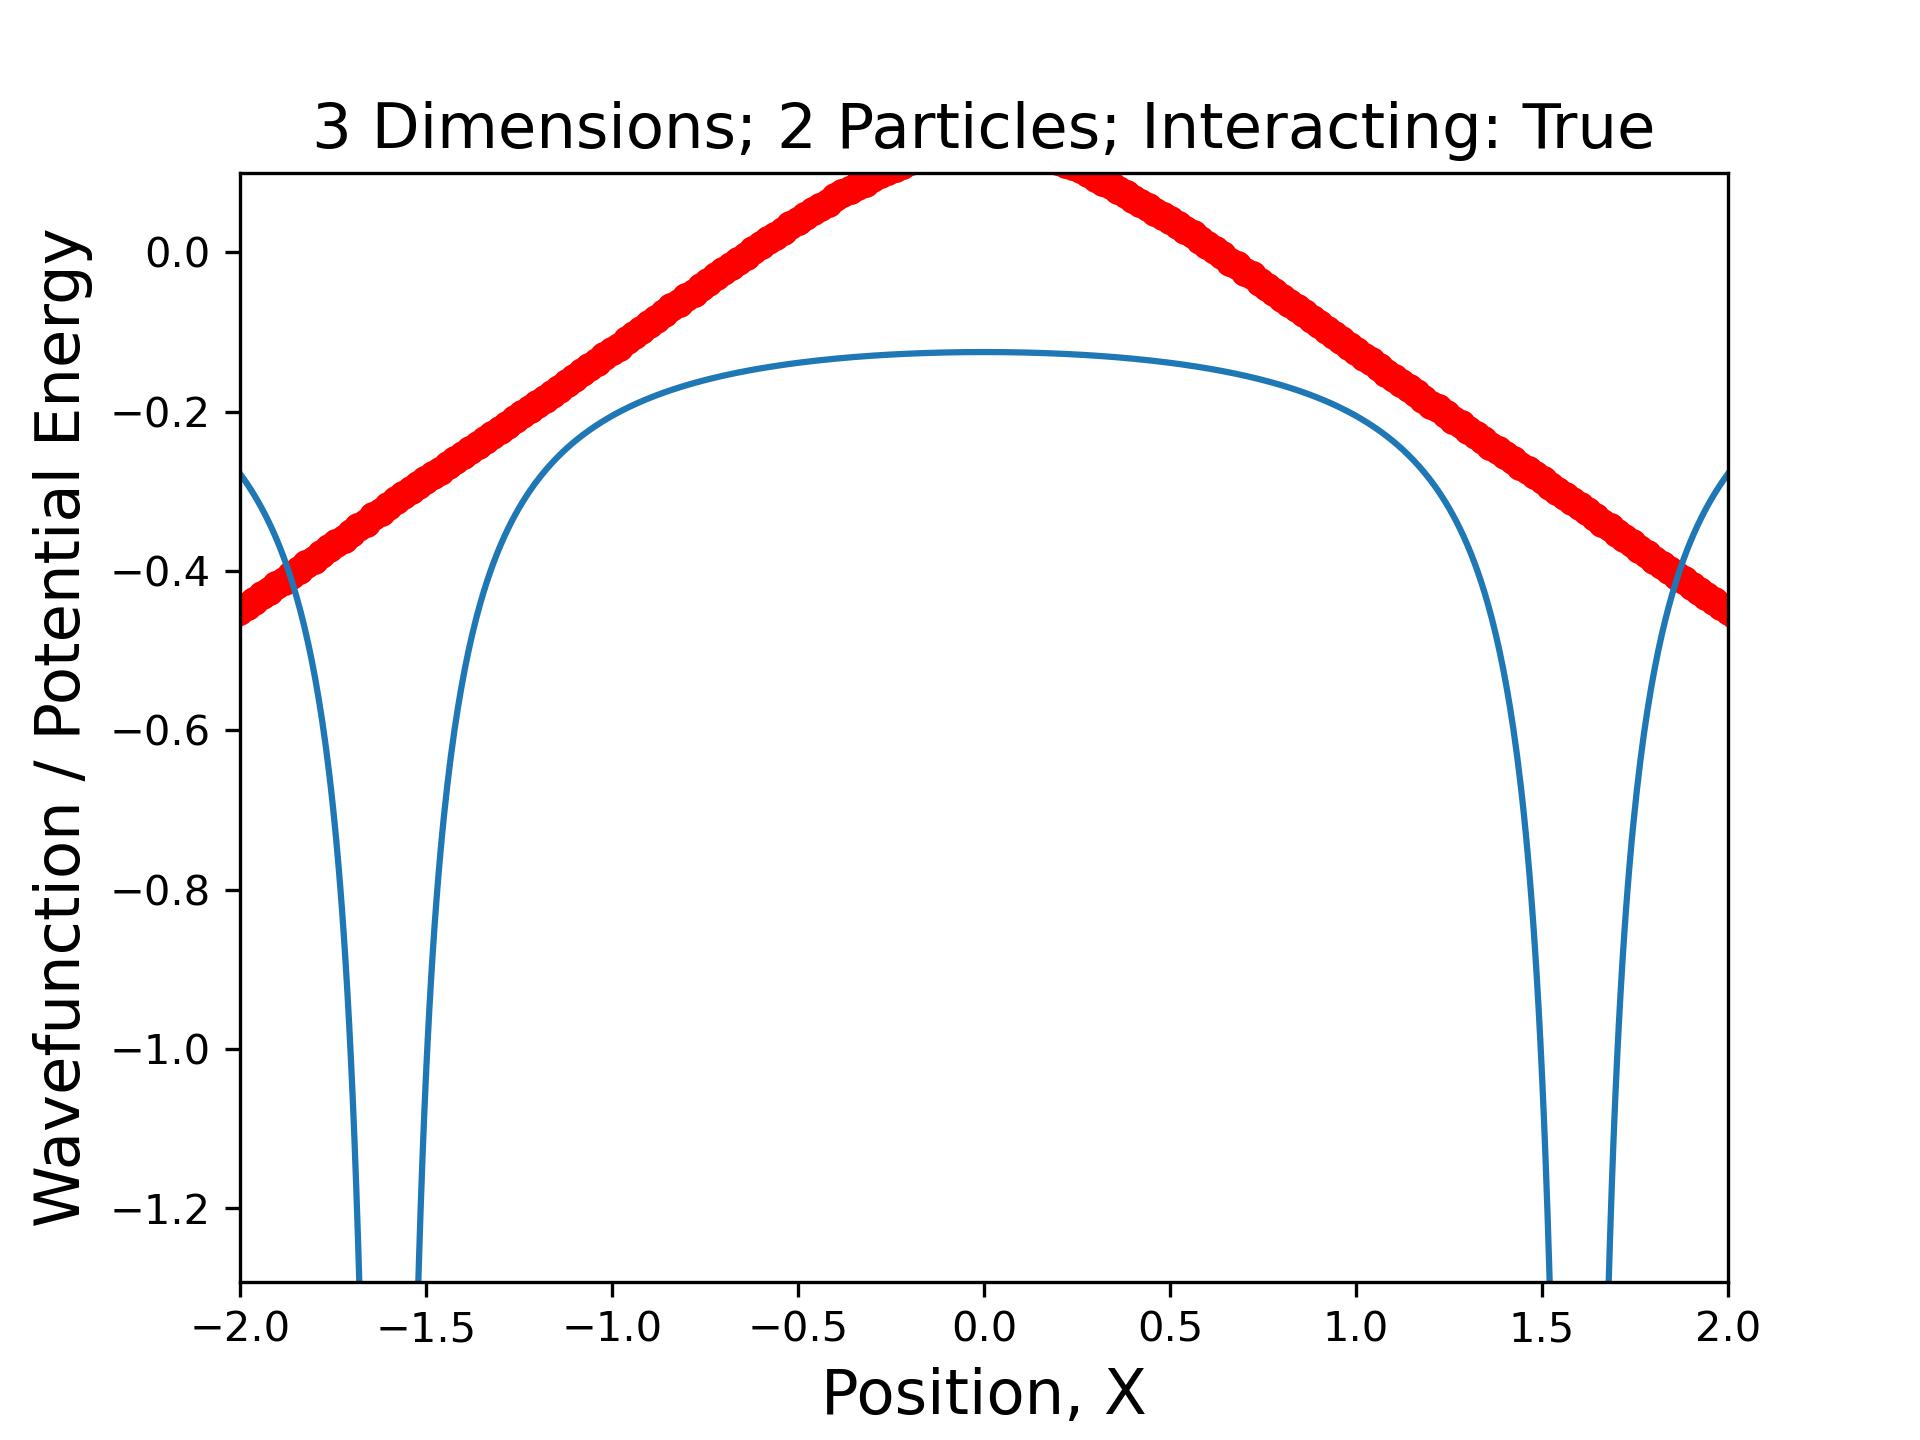 3 Dimensions; 2 Particles; Interacting: True
Wavefunction / Potential Energy
0.0
−0.2
−0.4
−0.6
−0.8
−1.0
−1.2
−2.0 −1.5 −1.0 −0.5 0.0 0.5 1.0 1.5 2.0
Position, X